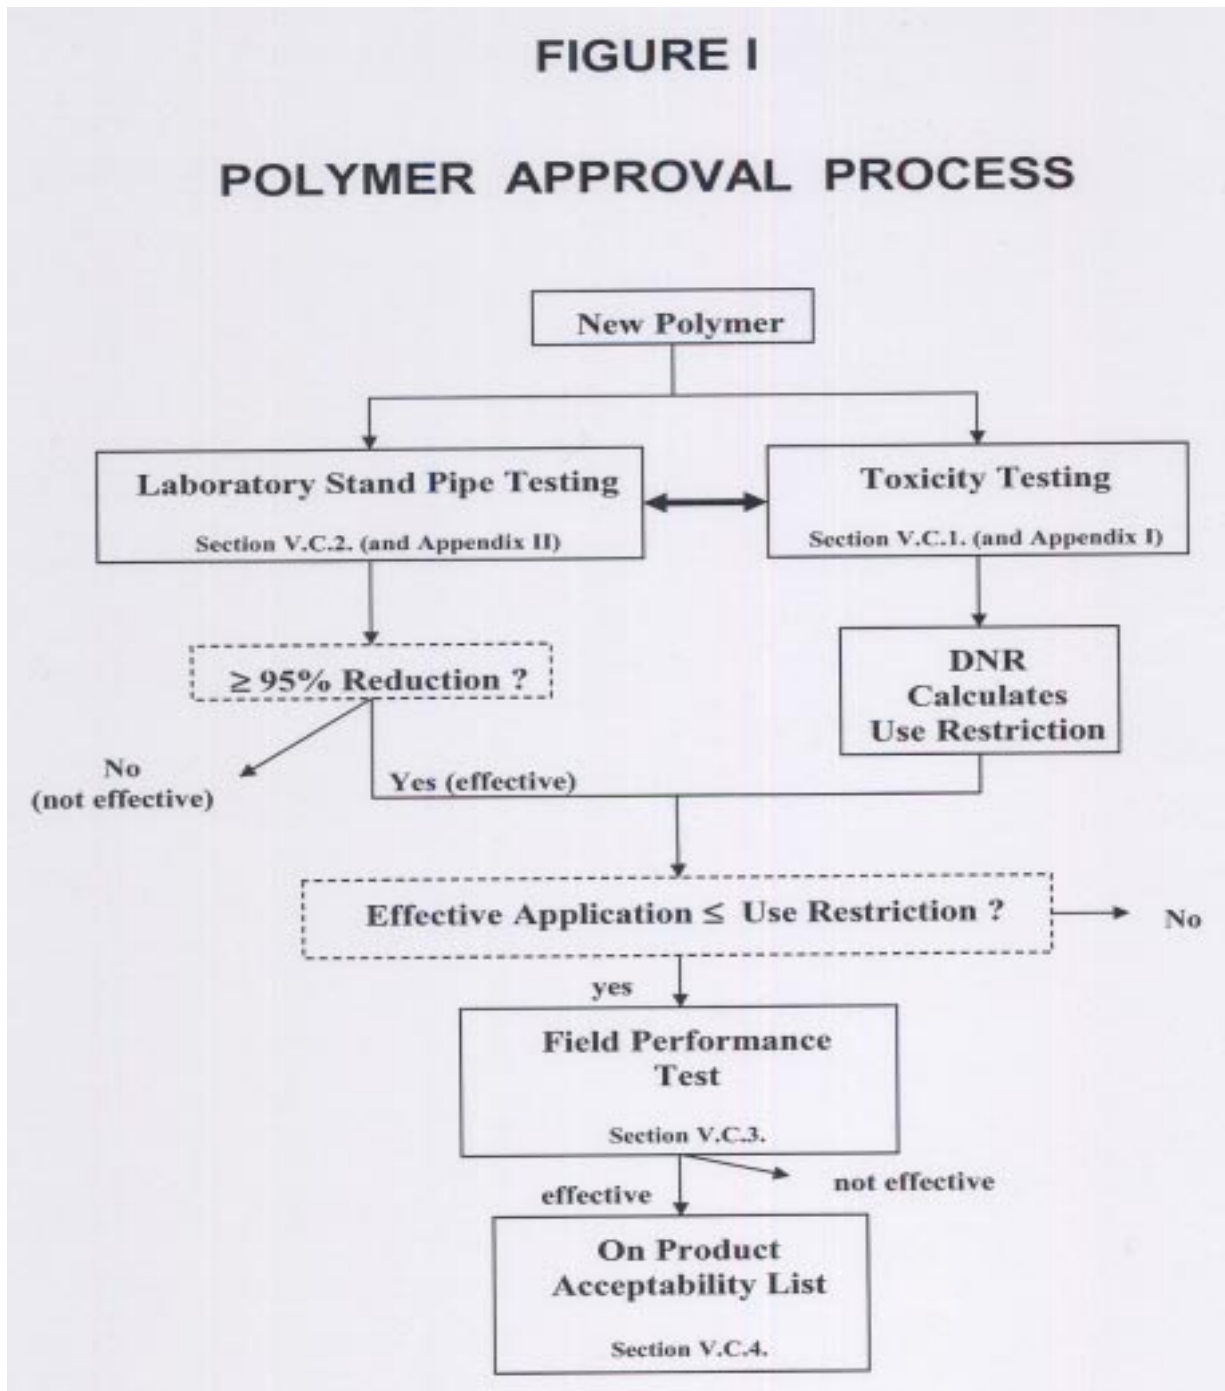 FIGURE I
POLYMER APPROVAL PROCESS
New Polymer
Laboratory Stand Pipe Testing
Section V.C.2. (and Appendix II)
Toxicity Testing
Section V.C.1. (and Appendix I)
≥ 95% Reduction ?
DNR
Calculates
Use Restriction
No
(not effective)
Yes (effective)
Effective Application ≤ Use Restriction ?
No
yes
Field Performance
Test
Section V.C.3.
effective
not effective
On Product
Acceptability List
Section V.C.4.